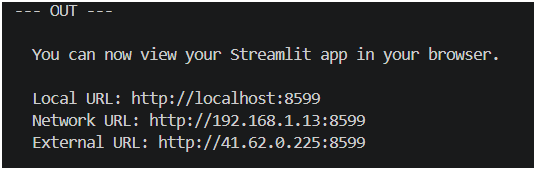 --- OUT ---
You can now view your Streamlit app in your browser.
Local URL: http://localhost:8599
Network URL: http://192.168.1.13:8599
External URL: http://41.62.0.225:8599